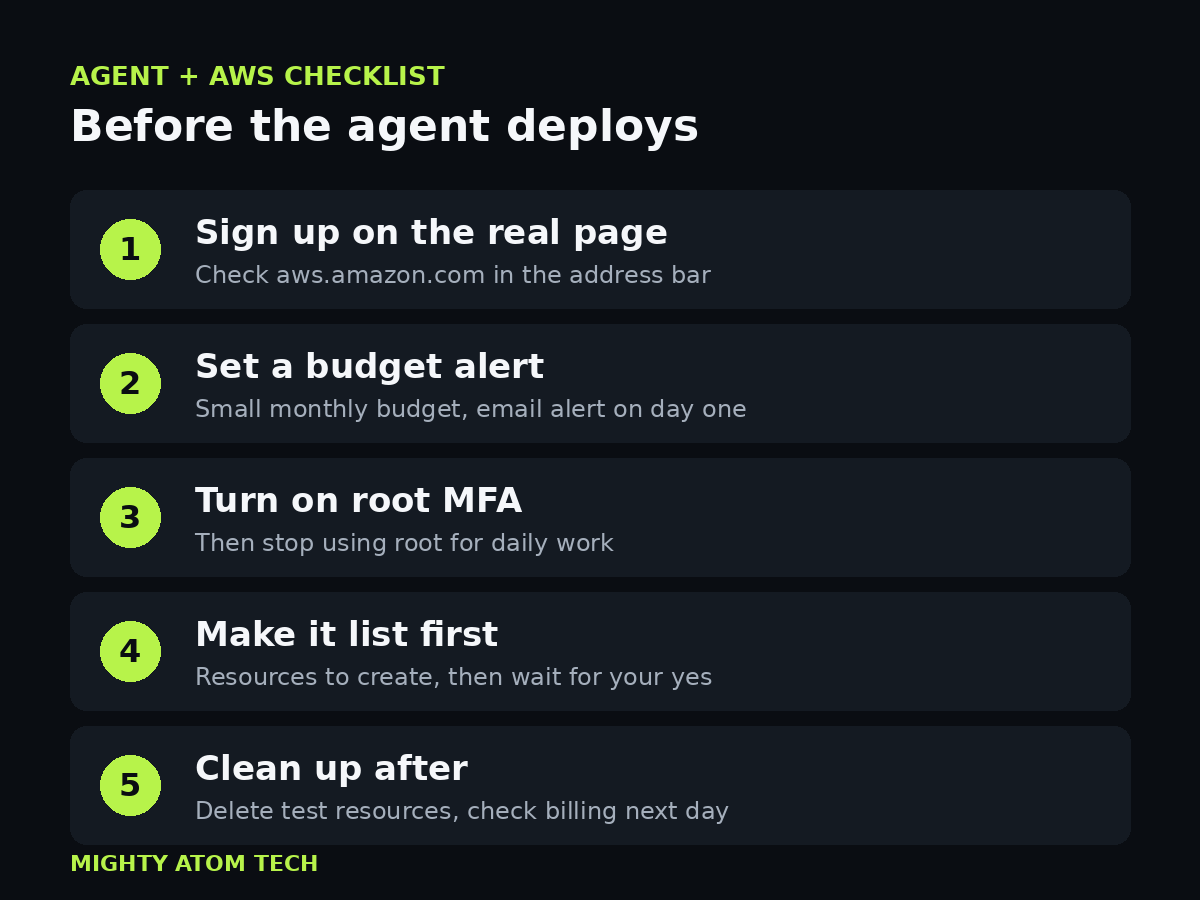 AGENT + AWS CHECKLIST
Before the agent deploys
1
Sign up on the real page
Check aws.amazon.com in the address bar
2
Set a budget alert
Small monthly budget, email alert on day one
3
Turn on root MFA
Then stop using root for daily work
4
Make it list first
Resources to create, then wait for your yes
5
Clean up after
Delete test resources, check billing next day
MIGHTY ATOM TECH